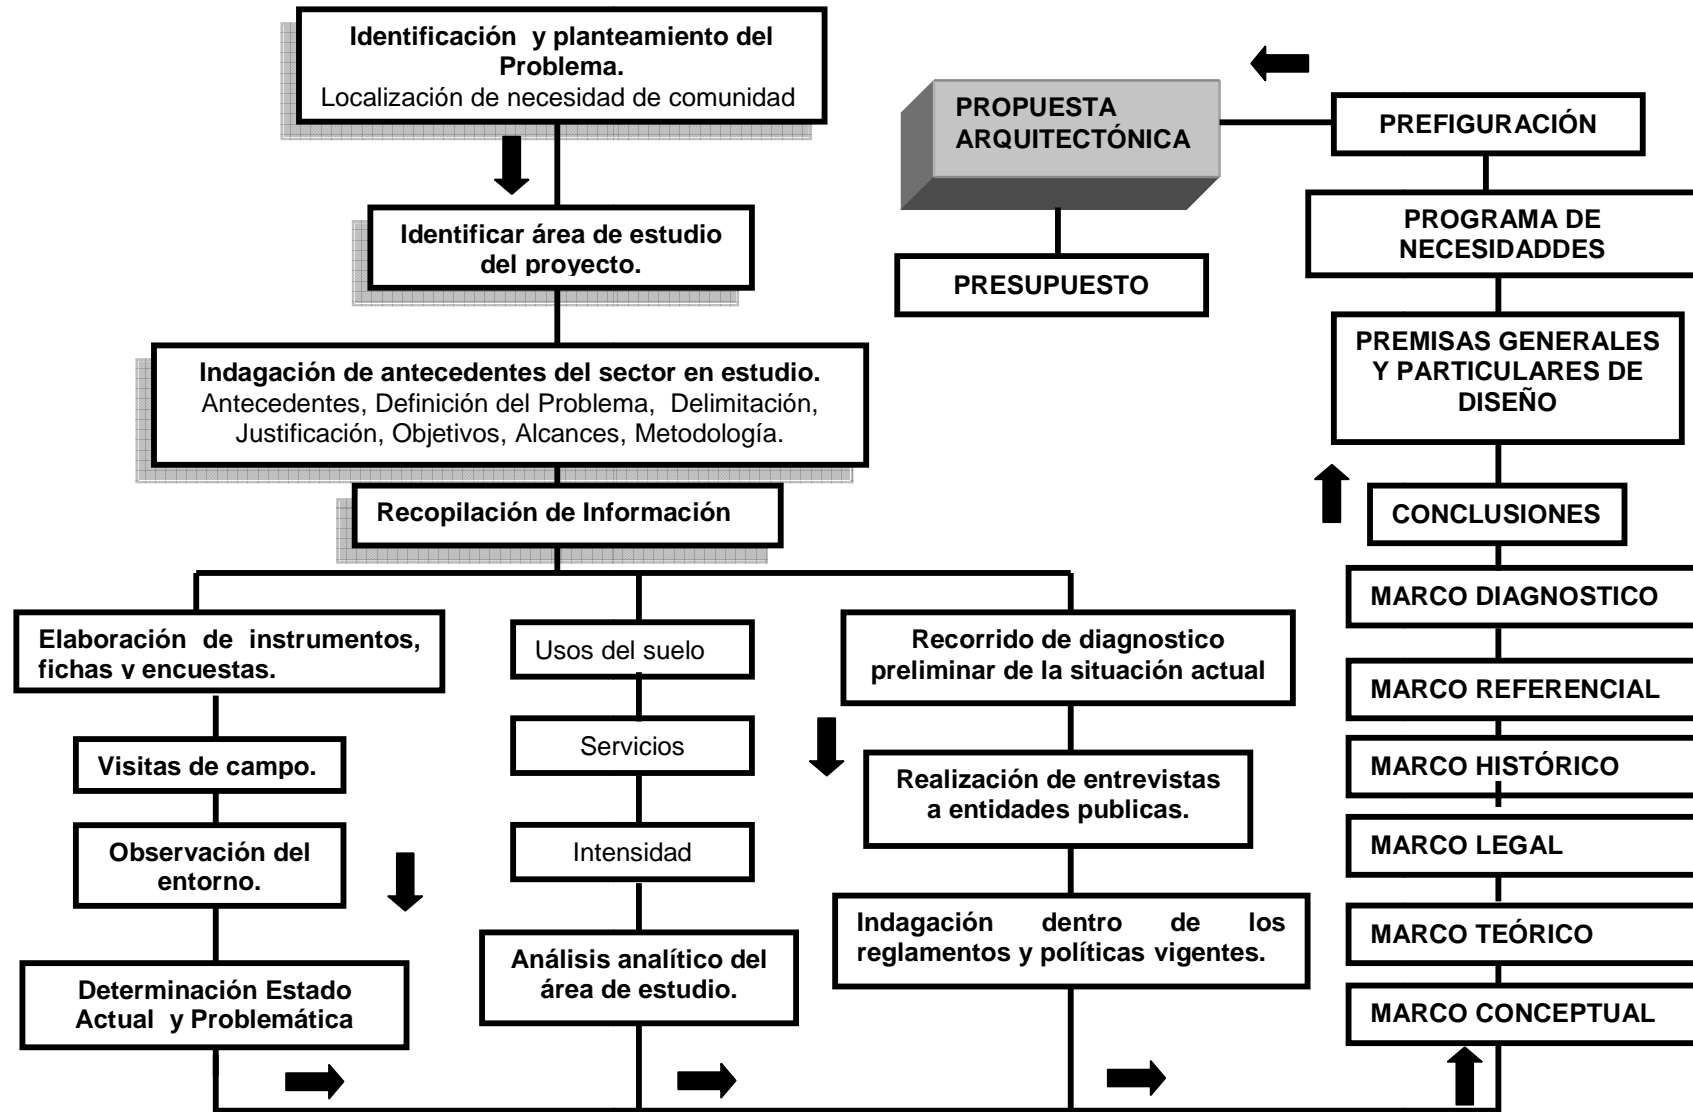 Identificación y planteamiento del
Problema.
Localización de necesidad de comunidad
Identificar área de estudio
del proyecto.
Indagación de antecedentes del sector en estudio.
Antecedentes, Definición del Problema, Delimitación,
Justificación, Objetivos, Alcances, Metodología.
Recopilación de Información
Elaboración de instrumentos,
fichas y encuestas.
Visitas de campo.
Observación del
entorno.
Determinación Estado
Actual y Problemática
Usos del suelo
Servicios
Intensidad
Análisis analítico del
área de estudio.
Recorrido de diagnostico
preliminar de la situación actual
Realización de entrevistas
a entidades publicas.
Indagación dentro de los
reglamentos y políticas vigentes.
MARCO CONCEPTUAL
MARCO TEÓRICO
MARCO LEGAL
MARCO HISTÓRICO
MARCO REFERENCIAL
MARCO DIAGNOSTICO
CONCLUSIONES
PREMISAS GENERALES
Y PARTICULARES DE
DISEÑO
PROGRAMA DE
NECESIDADDES
PREFIGURACIÓN
PROPUESTA
ARQUITECTÓNICA
PRESUPUESTO